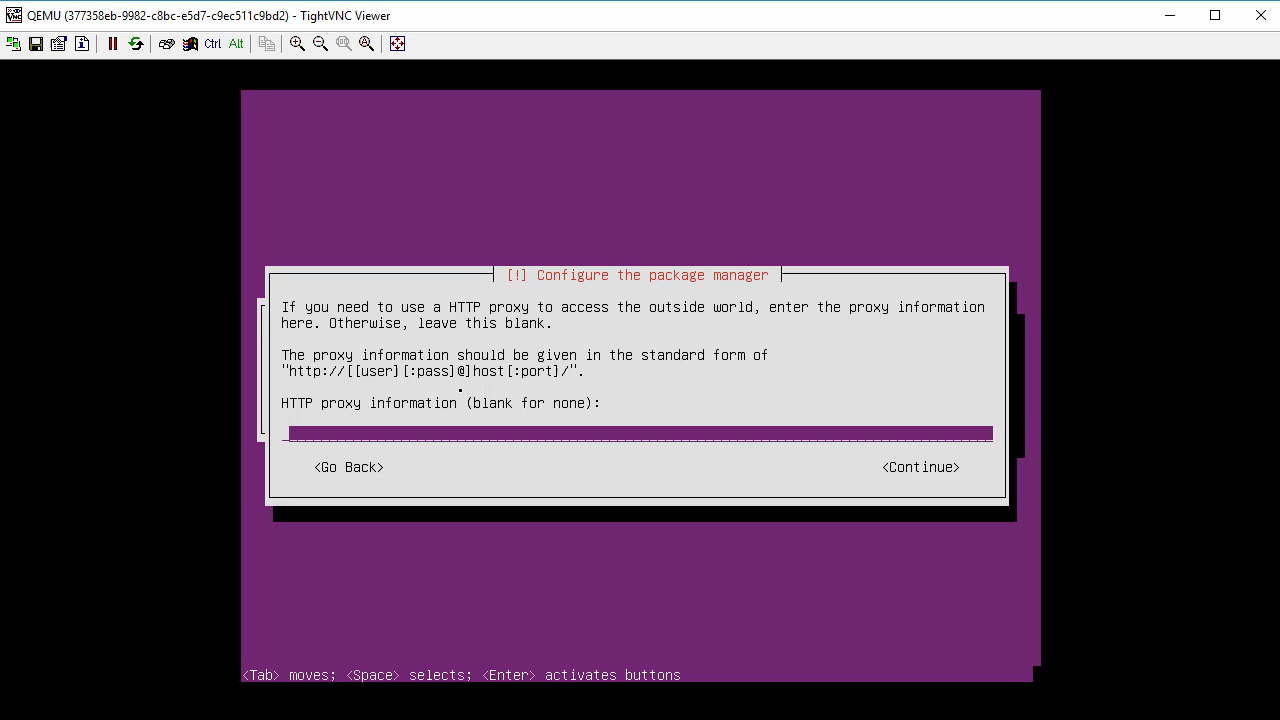 QEMU (377358eb-9982-c8bc-e5d7-c9ec511c9bd2) - TightVNC Viewer
Ctrl Alt
[!] Configure the package manager
If you need to use a HTTP proxy to access the outside world, enter the proxy information
here. Otherwise, leave this blank.
The proxy information should be given in the standard form of
"http://[[user][:pass]@]host[:port]/".
HTTP proxy information (blank for none):
<Go Back> <Continue>
<Tab> moves; <Space> selects; <Enter> activates buttons